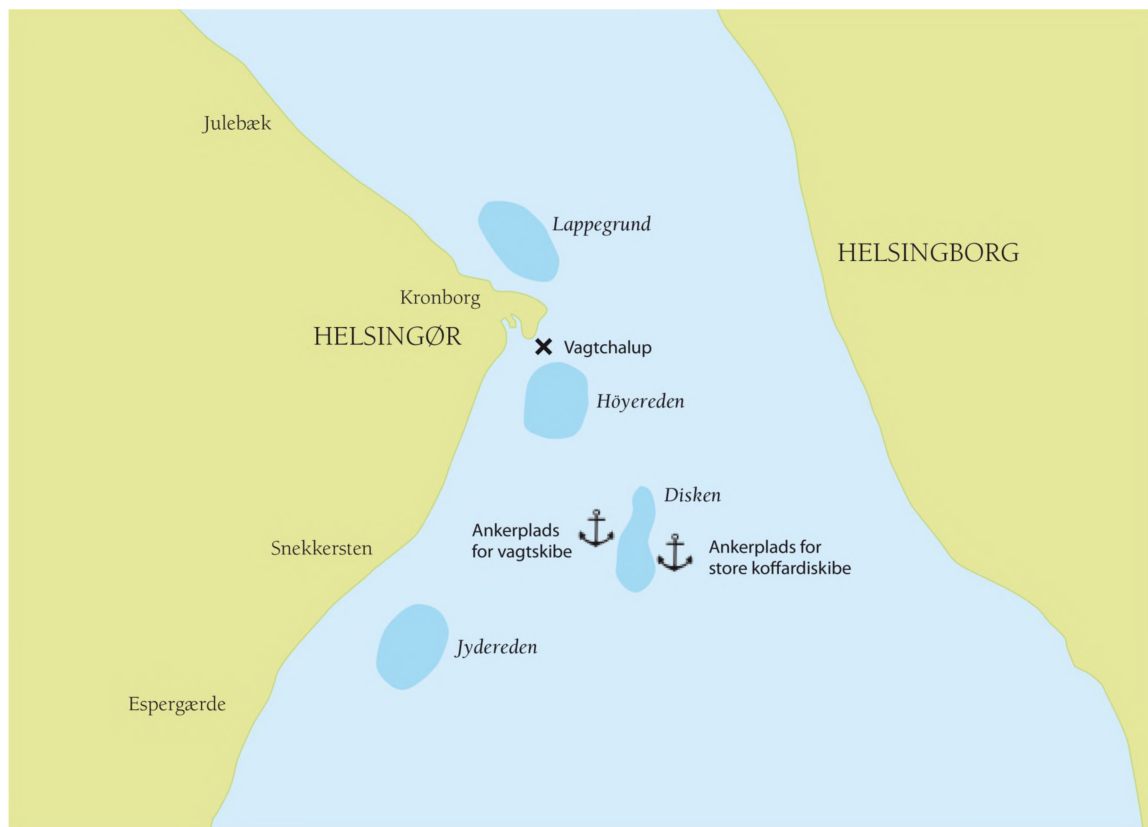 Julebæk
Lappegrund
HELSINGBORG
Kronborg
HELSINGØR
Vagtchalup
Höyereden
Disken
Ankerplads
for vagtskibe
Snekkersten
Ankerplads for
store koffardiskibe
Jydereden
Espergærde